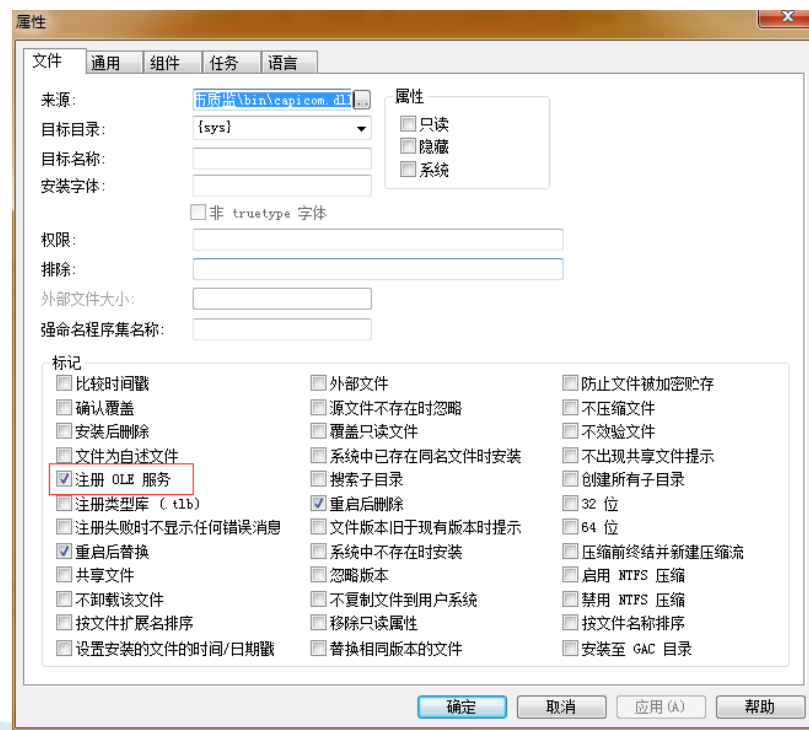 属性
文件 通用 组件 任务 语言
来源: 市质监\bin\capicom.dll ..
目标目录: {sys}
目标名称:
安装字体:
非 truetype 字体
属性
只读
隐藏
系统
权限:
排除:
外部文件大小:
强命名程序集名称:
标记
比较时间戳 外部文件 防止文件被加密贮存
确认覆盖 源文件不存在时忽略 不压缩文件
安装后删除 覆盖只读文件 不效验文件
文件为自述文件 系统中已存在同名文件时安装 不出现共享文件提示
注册 OLE 服务 搜索子目录 创建所有子目录
注册类型库 (.tlb) 重启后删除 32 位
注册失败时不显示任何错误消息 文件版本旧于现有版本时提示 64 位
重启后替换 系统中不存在时安装 压缩前终结并新建压缩流
共享文件 忽略版本 启用 NTFS 压缩
不卸载该文件 不复制文件到用户系统 禁用 NTFS 压缩
按文件扩展名排序 移除只读属性 按文件名称排序
设置安装的文件的时间/日期戳 替换相同版本的文件 安装至 GAC 目录
确定 取消 应用(A) 帮助